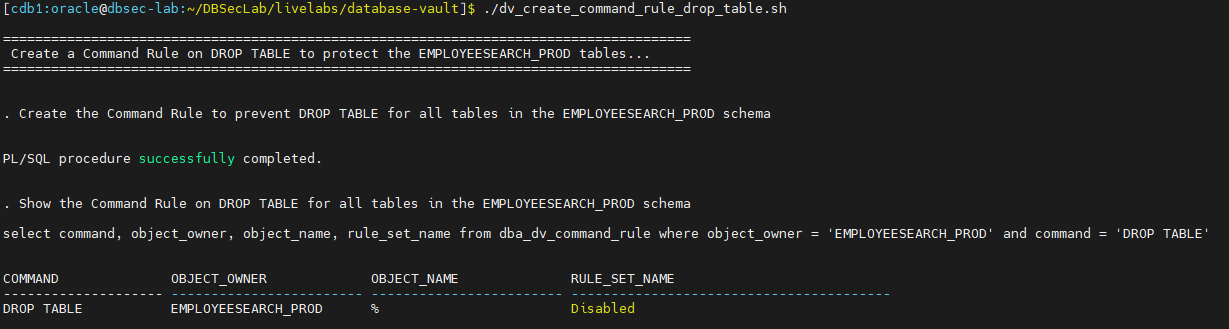 [cdb1:oracle@dbsec-lab:~/DBSecLab/livelabs/database-vault]$ ./dv_create_command_rule_drop_table.sh
======================================================================================
Create a Command Rule on DROP TABLE to protect the EMPLOYEESEARCH_PROD tables...
======================================================================================
. Create the Command Rule to prevent DROP TABLE for all tables in the EMPLOYEESEARCH_PROD schema
PL/SQL procedure successfully completed.
. Show the Command Rule on DROP TABLE for all tables in the EMPLOYEESEARCH_PROD schema
select command, object_owner, object_name, rule_set_name from dba_dv_command_rule where object_owner = 'EMPLOYEESEARCH_PROD' and command = 'DROP TABLE'
COMMAND OBJECT_OWNER OBJECT_NAME RULE_SET_NAME
-------------------- ------------------------ ------------------------ ----------------------------------------
DROP TABLE EMPLOYEESEARCH_PROD % Disabled